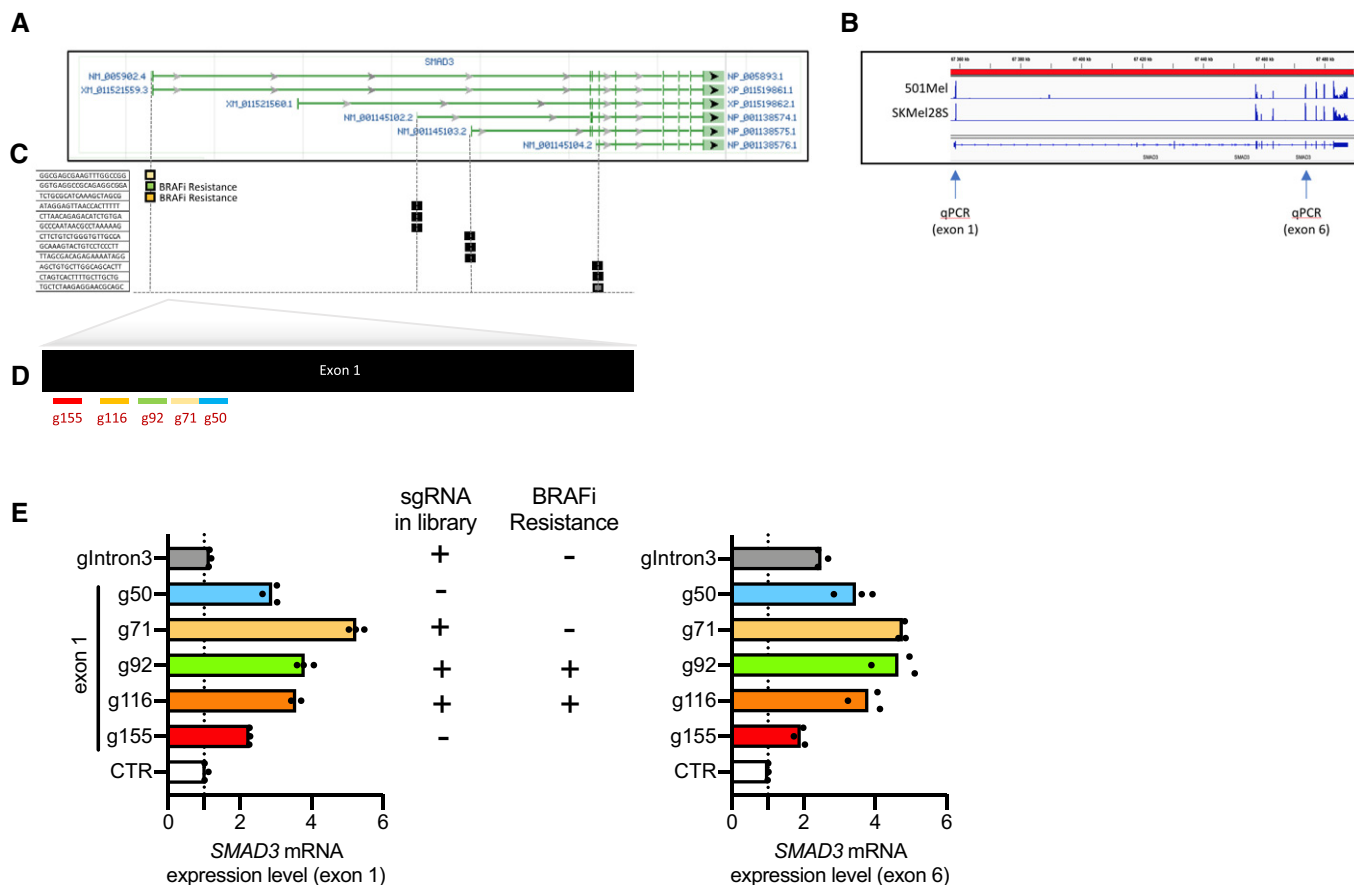 A
B
SMAD3
NM_005902.4 NP_005893.1
XM_011521559.3 XP_011519861.1
XM_011521560.1 XP_011519862.1
NM_001145102.2 NP_001138574.1
NM_001145103.2 NP_001138575.1
NM_001145104.2 NP_001138576.1
501Mel
SKMel28S
SMAD3 SMAD3 SMAD3
qPCR
(exon 1)
qPCR
(exon 6)
C
GGCGAGCGAAGTTTGGCCGG
GGTGAGGCCGCAGAGGCGGA BRAFi Resistance
TCTGCGCATCAAAGCTAGCG BRAFi Resistance
ATAGGAGTTAACCACTTTTT
CTTAACAGAGACATCTGTGA
GCCCAATAACGCCTAAAAAG
CTTCTGTCTGGGTGTTGCCA
GCAAAGTACTGTCCTCCCTT
TTAGCGACAGAGAAAATAGG
AGCTGTGCTTGGCAGCACTT
CTAGTCACTTTTGCTTGCTG
TGCTCTAAGAGGAACGCAGC
Exon 1
D
g155 g116 g92 g71 g50
E
sgRNA
in library
BRAFi
Resistance
gIntron3 + –
g50 –
g71 + –
g92 + +
g116 + +
g155 –
CTR
exon 1
0 2 4 6
SMAD3 mRNA
expression level (exon 1)
gIntron3
g50
g71
g92
g116
g155
CTR
0 2 4 6
SMAD3 mRNA
expression level (exon 6)